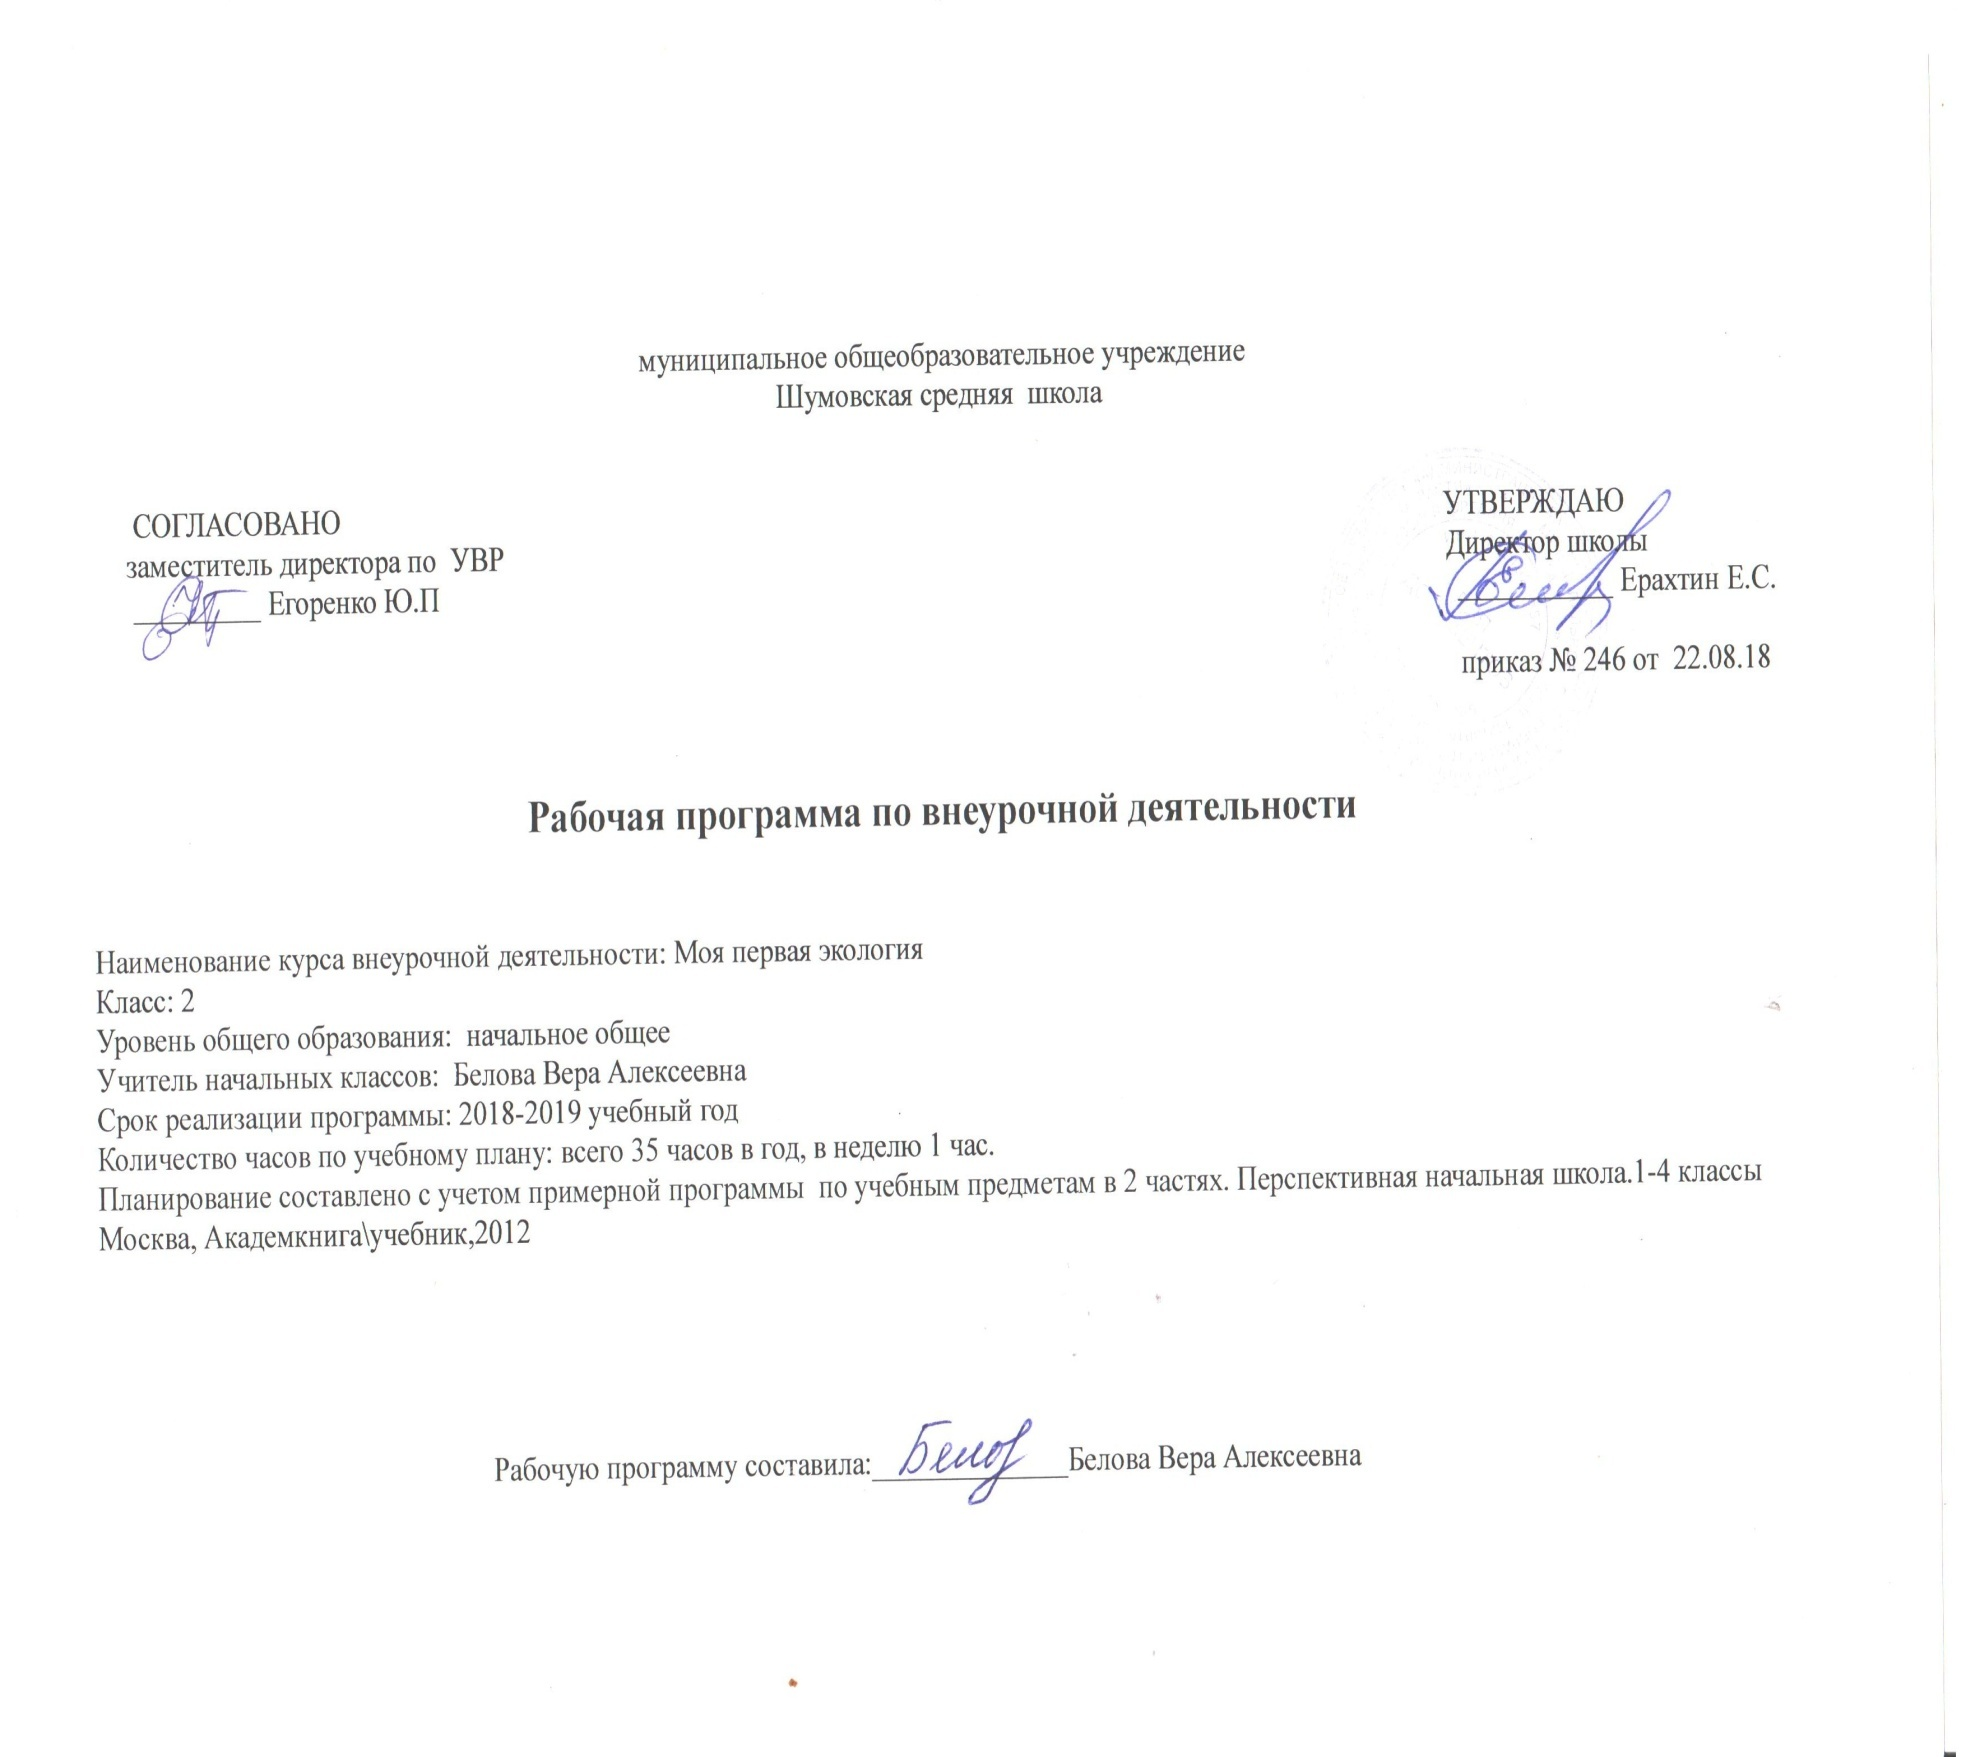 муниципальное общеобразовательное учреждение
Шумовская средняя школа
СОГЛАСОВАНО
заместитель директора по УВР
____________ Егоренко Ю.П
УТВЕРЖДАЮ
Директор школы
____________ Ерахтин Е.С.
приказ № 246 от 22.08.18
Рабочая программа по внеурочной деятельности
Наименование курса внеурочной деятельности: Моя первая экология
Класс: 2
Уровень общего образования: начальное общее
Учитель начальных классов: Белова Вера Алексеевна
Срок реализации программы: 2018-2019 учебный год
Количество часов по учебному плану: всего 35 часов в год, в неделю 1 час.
Планирование составлено с учетом примерной программы по учебным предметам в 2 частях. Перспективная начальная школа.1-4 классы
Москва, Академкнига\учебник,2012
Рабочую программу составила:______________Белова Вера Алексеевна